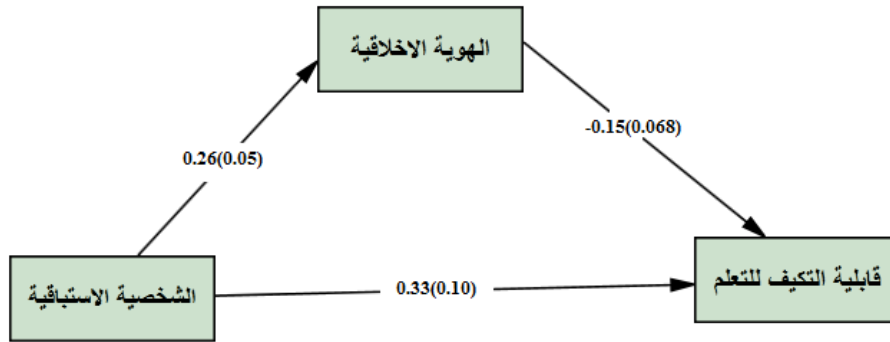 الهوية الاخلاقية
-0.15(0.068)
0.26(0.05)
قابلية التكيف للتعلم
الشخصية الاستباقية
0.33(0.10)